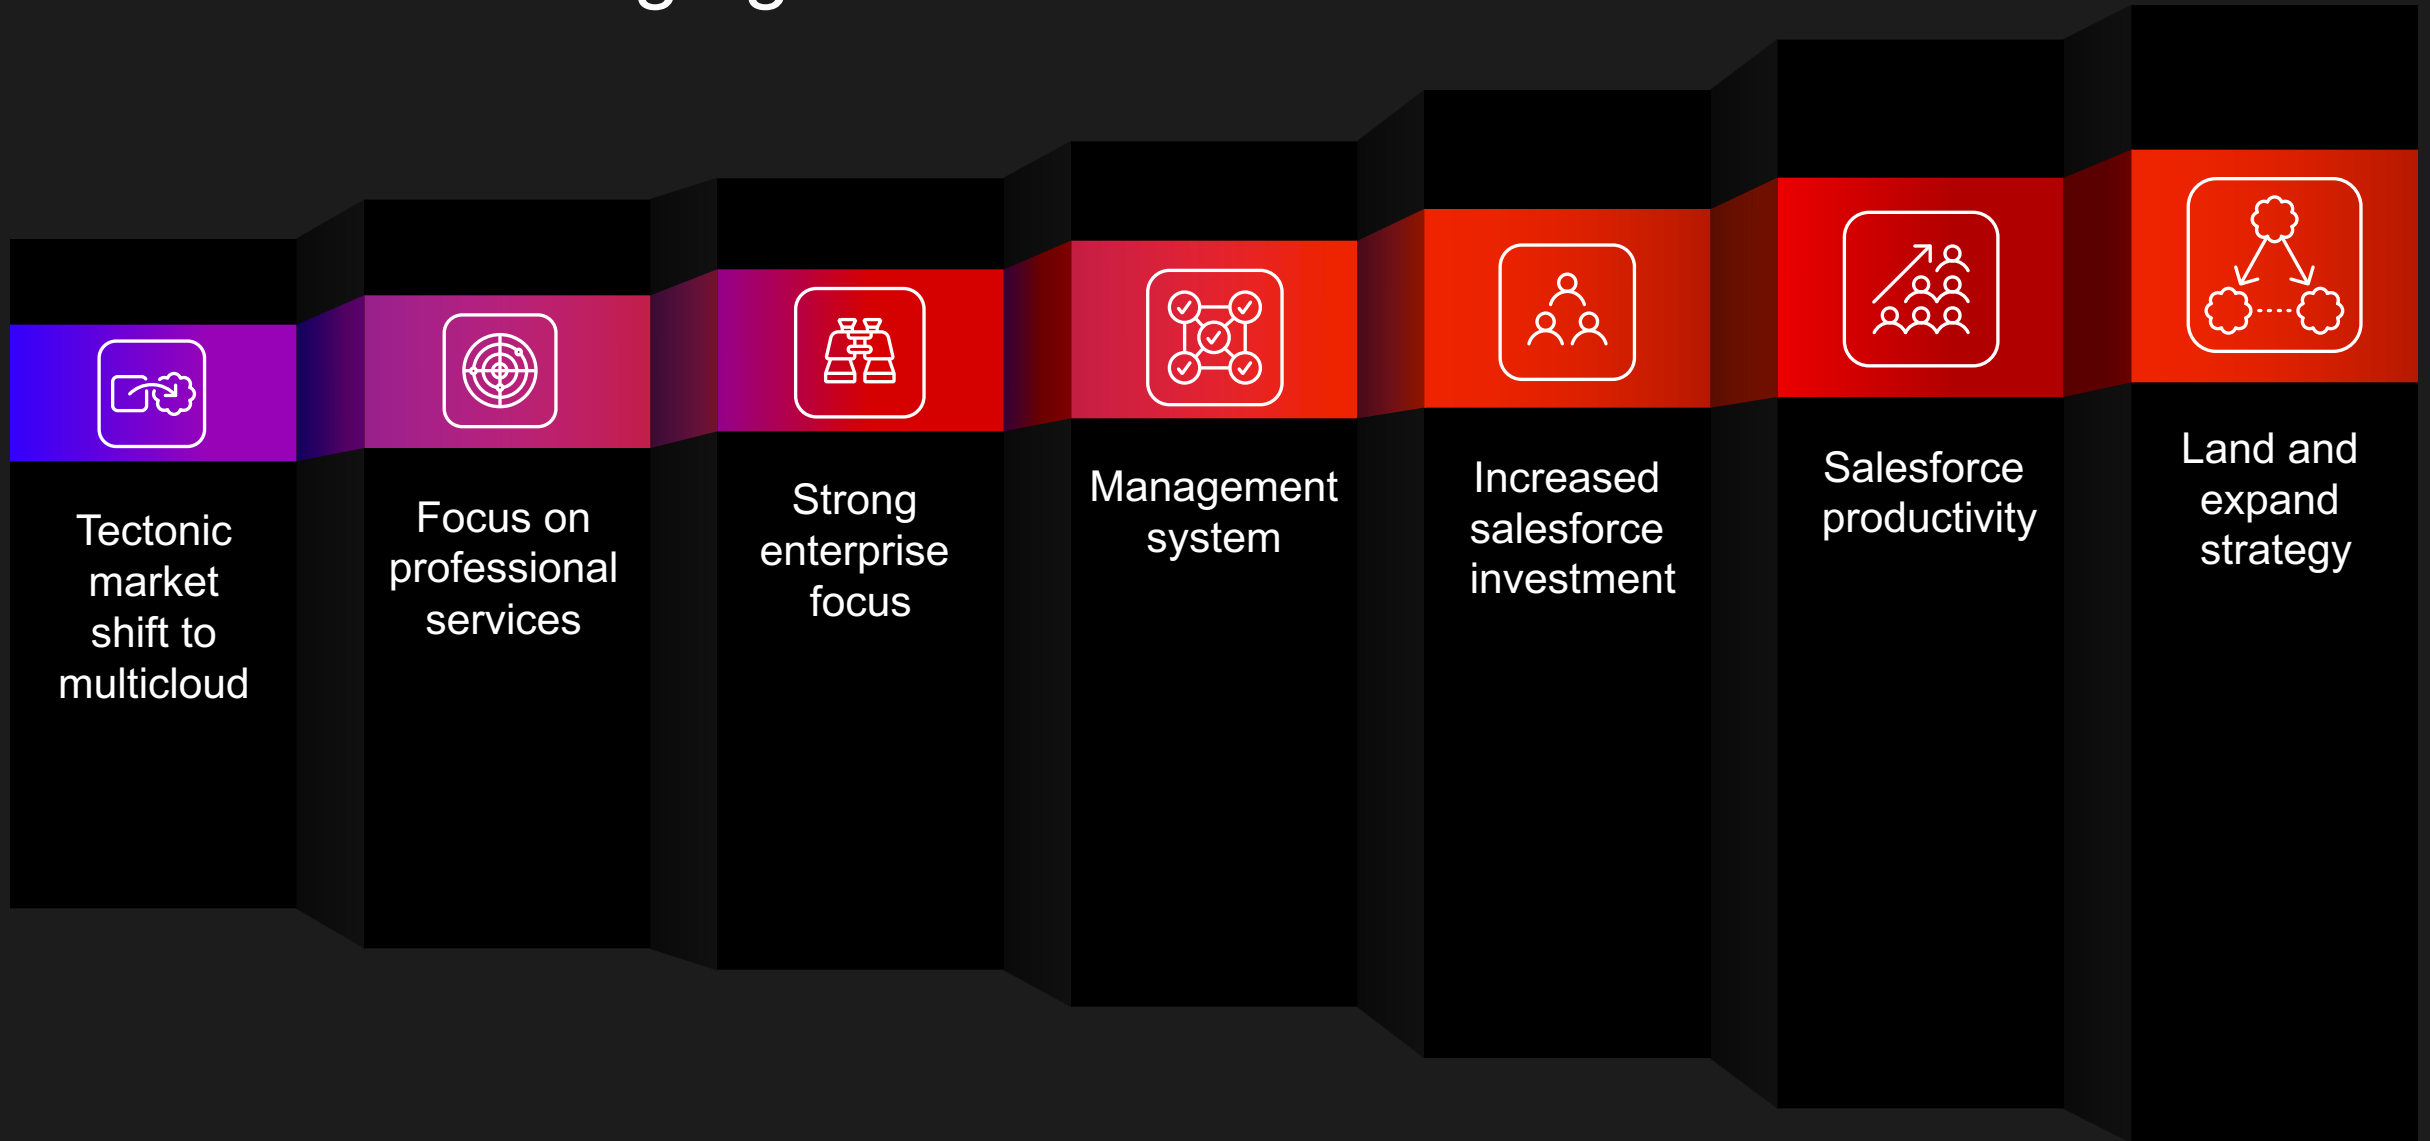 Tectonic
market
shift to
multicloud
Focus on
professional
services
Strong
enterprise
focus
Management
system
Increased
salesforce
investment
Salesforce
productivity
Land and
expand
strategy